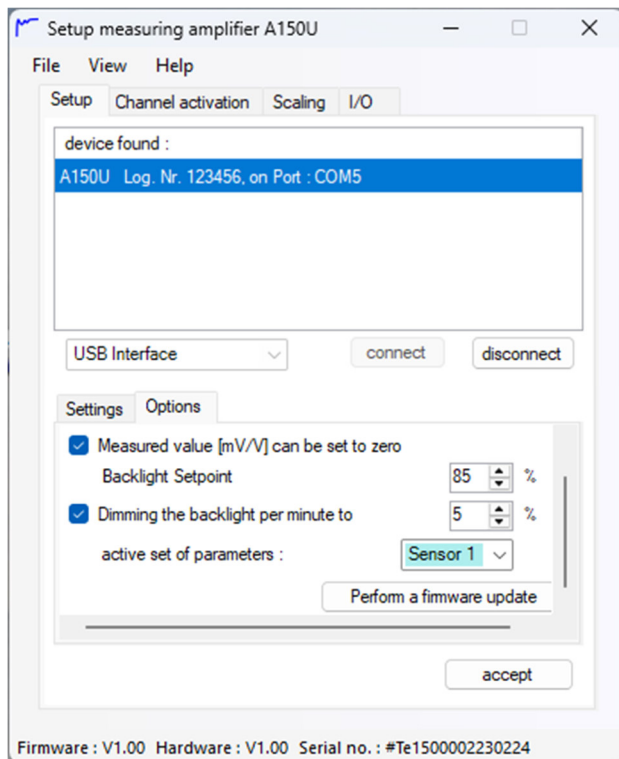 Setup measuring amplifier A150U
File View Help
Setup Channel activation Scaling I/O
device found :
A150U Log. Nr. 123456, on Port : COM5
USB Interface connect disconnect
Settings Options
Measured value [mV/V] can be set to zero
Backlight Setpoint 85 %
Dimming the backlight per minute to 5 %
active set of parameters : Sensor 1
Perform a firmware update
accept
Firmware : V1.00 Hardware : V1.00 Serial no. : #Te1500002230224